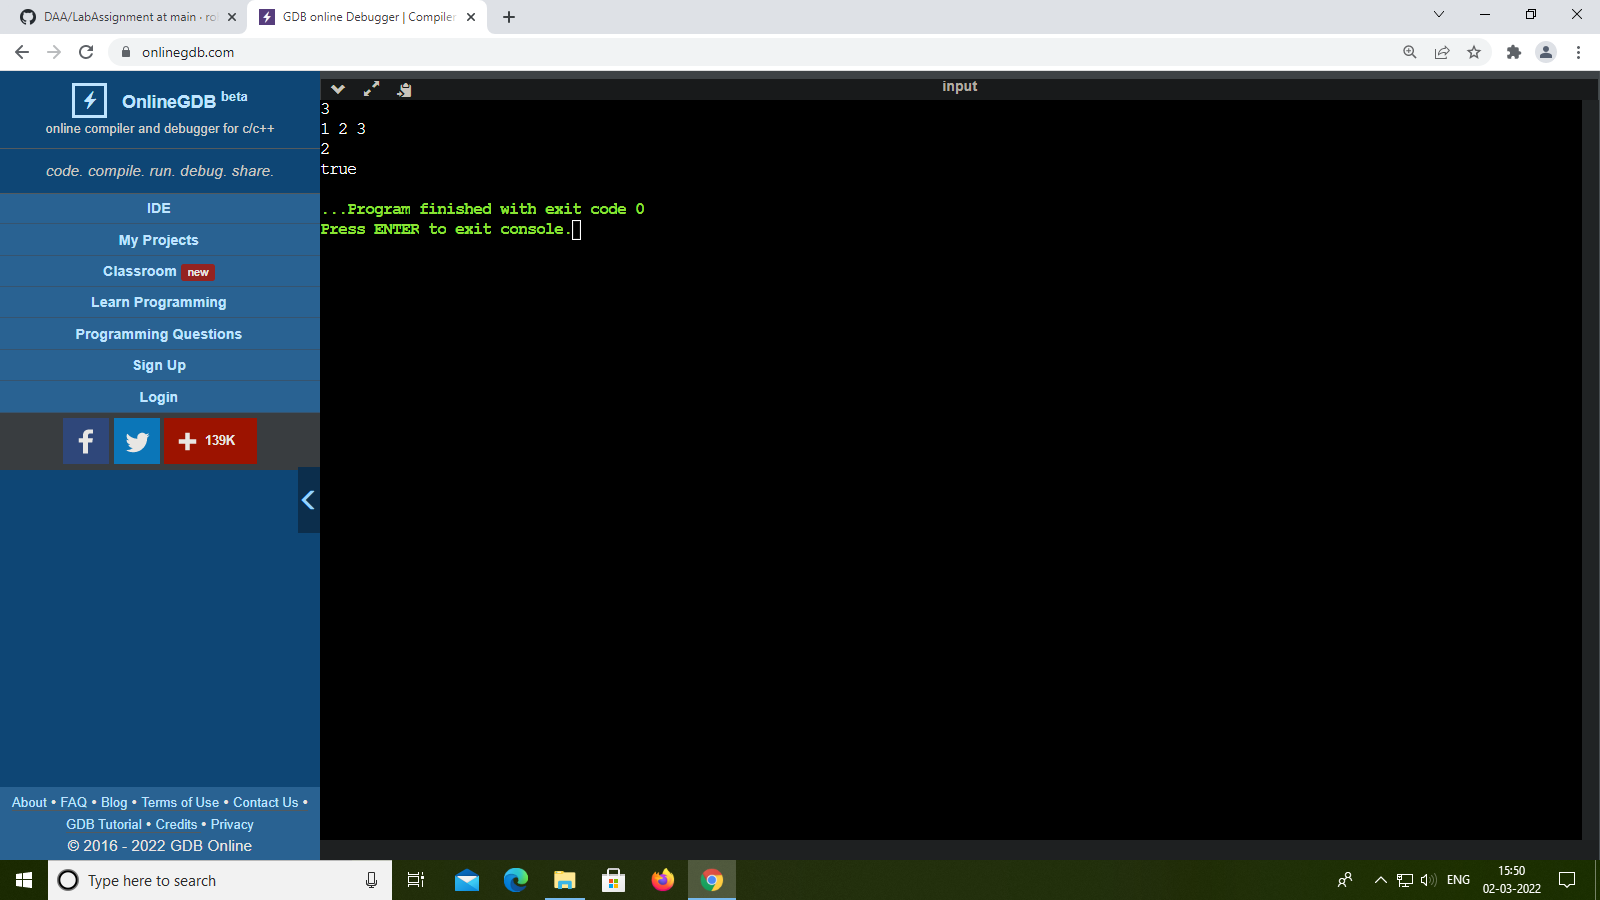 DAA/LabAssignment at main · ro
GDB online Debugger | Compiler
onlinegdb.com
OnlineGDB beta
online compiler and debugger for c/c++
code. compile. run. debug. share.
IDE
My Projects
Classroom new
Learn Programming
Programming Questions
Sign Up
Login
139K
About • FAQ • Blog • Terms of Use • Contact Us •
GDB Tutorial • Credits • Privacy
© 2016 - 2022 GDB Online
input
3
1 2 3
2
true
...Program finished with exit code 0
Press ENTER to exit console.
Type here to search
ENG
15:50
02-03-2022